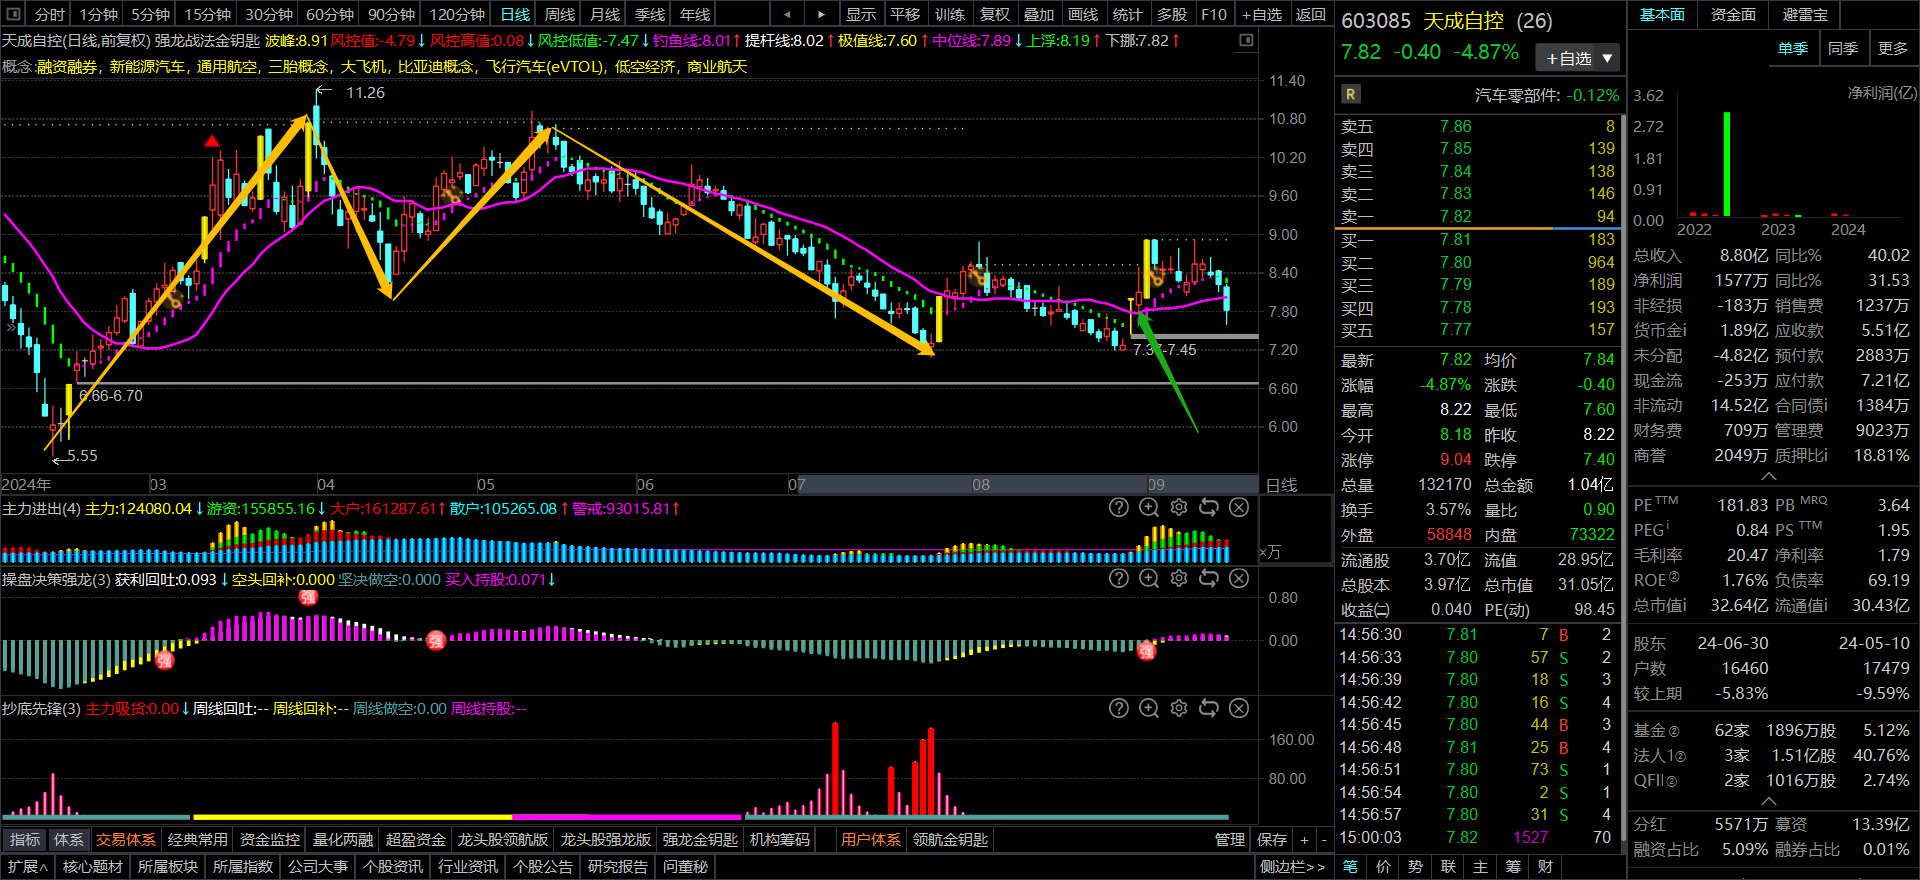 分时 1分钟 5分钟 15分钟 30分钟 60分钟 90分钟 120分钟 日线 周线 月线 季线 年线 显示 平移 训练 复权 叠加 画线 统计 多股 F10 +自选 返回
天成自控(日线,前复权) 强龙战法金钥匙 波峰:8.91 风控值:-4.79↓ 风控高值:0.08↓ 风控低值:-7.47↓ 钓鱼线:8.01↑ 提杆线:8.02↑ 极值线:7.60↑ 中位线:7.89↓ 上浮:8.19↑ 下挪:7.82↑
概念:融资融券, 新能源汽车, 通用航空, 三胎概念, 大飞机, 比亚迪概念, 飞行汽车(eVTOL), 低空经济, 商业航天
11.26
6.66-6.70
5.55
7.37-7.45
11.40
10.80
10.20
9.60
9.00
8.40
7.80
7.20
6.60
6.00
2024年 03 04 05 06 07 08 09 日线
主力进出(4) 主力:124080.04↓ 游资:155855.16↓ 大户:161287.61↑ 散户:105265.08↑ 警戒:93015.81↑
×万
操盘决策强龙(3) 获利回吐:0.093↓ 空头回补:0.000 坚决做空:0.000 买入持股:0.071↓
强 强 强 强
0.80
0.00
抄底先锋(3) 主力吸货:0.00↓ 周线回吐:-- 周线回补:-- 周线做空:0.00 周线持股:--
160.00
80.00
指标 体系 交易体系 经典常用 资金监控 量化两融 超盈资金 龙头股领航版 龙头股强龙版 强龙金钥匙 机构筹码 用户体系 领航金钥匙 管理 保存 + -
扩展∧ 核心题材 所属板块 所属指数 公司大事 个股资讯 行业资讯 个股公告 研究报告 问董秘 侧边栏>>
603085 天成自控 (26)
7.82 -0.40 -4.87% +自选 ▼
R 汽车零部件: -0.12%
卖五 7.86 8
卖四 7.85 139
卖三 7.84 138
卖二 7.83 146
卖一 7.82 94
买一 7.81 183
买二 7.80 964
买三 7.79 189
买四 7.78 193
买五 7.77 157
最新 7.82 均价 7.84
涨幅 -4.87% 涨跌 -0.40
最高 8.22 最低 7.60
今开 8.18 昨收 8.22
涨停 9.04 跌停 7.40
总量 132170 总金额 1.04亿
换手 3.57% 量比 0.90
外盘 58848 内盘 73322
流通股 3.70亿 流值 28.95亿
总股本 3.97亿 总市值 31.05亿
收益㈡ 0.040 PE(动) 98.45
14:56:30 7.81 7 B 2
14:56:33 7.80 57 S 2
14:56:39 7.80 18 S 3
14:56:42 7.80 16 S 4
14:56:45 7.80 44 B 3
14:56:48 7.81 25 B 4
14:56:51 7.80 73 S 1
14:56:54 7.80 2 S 1
14:56:57 7.80 31 S 4
15:00:03 7.82 1527 70
笔 价 势 联 主 筹 财
基本面 资金面 避雷宝
单季 同季 更多
净利润(亿)
3.62
2.72
1.81
0.91
0.00
2022 2023 2024
总收入 8.80亿 同比% 40.02
净利润 1577万 同比% 31.53
非经损 -183万 销售费 1237万
货币金i 1.89亿 应收款 5.51亿
未分配 -4.82亿 预付款 2883万
现金流 -253万 应付款 7.21亿
非流动 14.52亿 合同债i 1384万
财务费 709万 管理费 9023万
商誉 2049万 质押比i 18.81%
PE TTM 181.83 PB MRQ 3.64
PEG i 0.84 PS TTM 1.95
毛利率 20.47 净利率 1.79
ROE② 1.76% 负债率 69.19
总市值i 32.64亿 流通值i 30.43亿
股东 24-06-30 24-05-10
户数 16460 17479
较上期 -5.83% -9.59%
基金② 62家 1896万股 5.12%
法人1② 3家 1.51亿股 40.76%
QFII② 2家 1016万股 2.74%
分红 5571万 募资 13.39亿
融资占比 5.09% 融券占比 0.01%